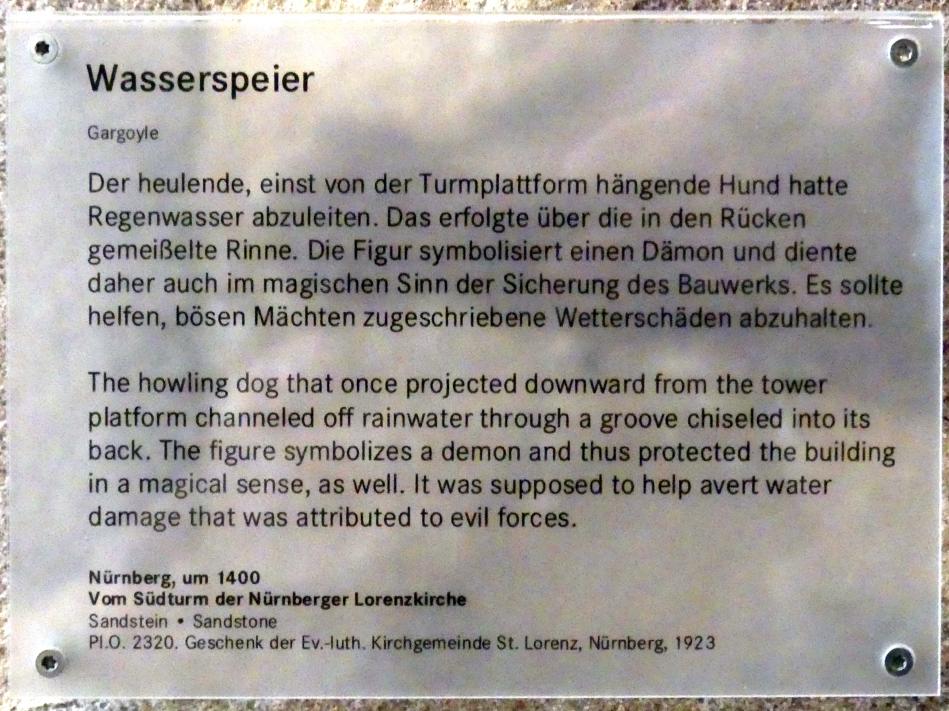 Wasserspeier
Gargoyle
Der heulende, einst von der Turmplattform hängende Hund hatte
Regenwasser abzuleiten. Das erfolgte über die in den Rücken
gemeißelte Rinne. Die Figur symbolisiert einen Dämon und diente
daher auch im magischen Sinn der Sicherung des Bauwerks. Es sollte
helfen, bösen Mächten zugeschriebene Wetterschäden abzuhalten.
The howling dog that once projected downward from the tower
platform channeled off rainwater through a groove chiseled into its
back. The figure symbolizes a demon and thus protected the building
in a magical sense, as well. It was supposed to help avert water
damage that was attributed to evil forces.
Nürnberg, um 1400
Vom Südturm der Nürnberger Lorenzkirche
Sandstein • Sandstone
Pl.O. 2320. Geschenk der Ev.-luth. Kirchgemeinde St. Lorenz, Nürnberg, 1923